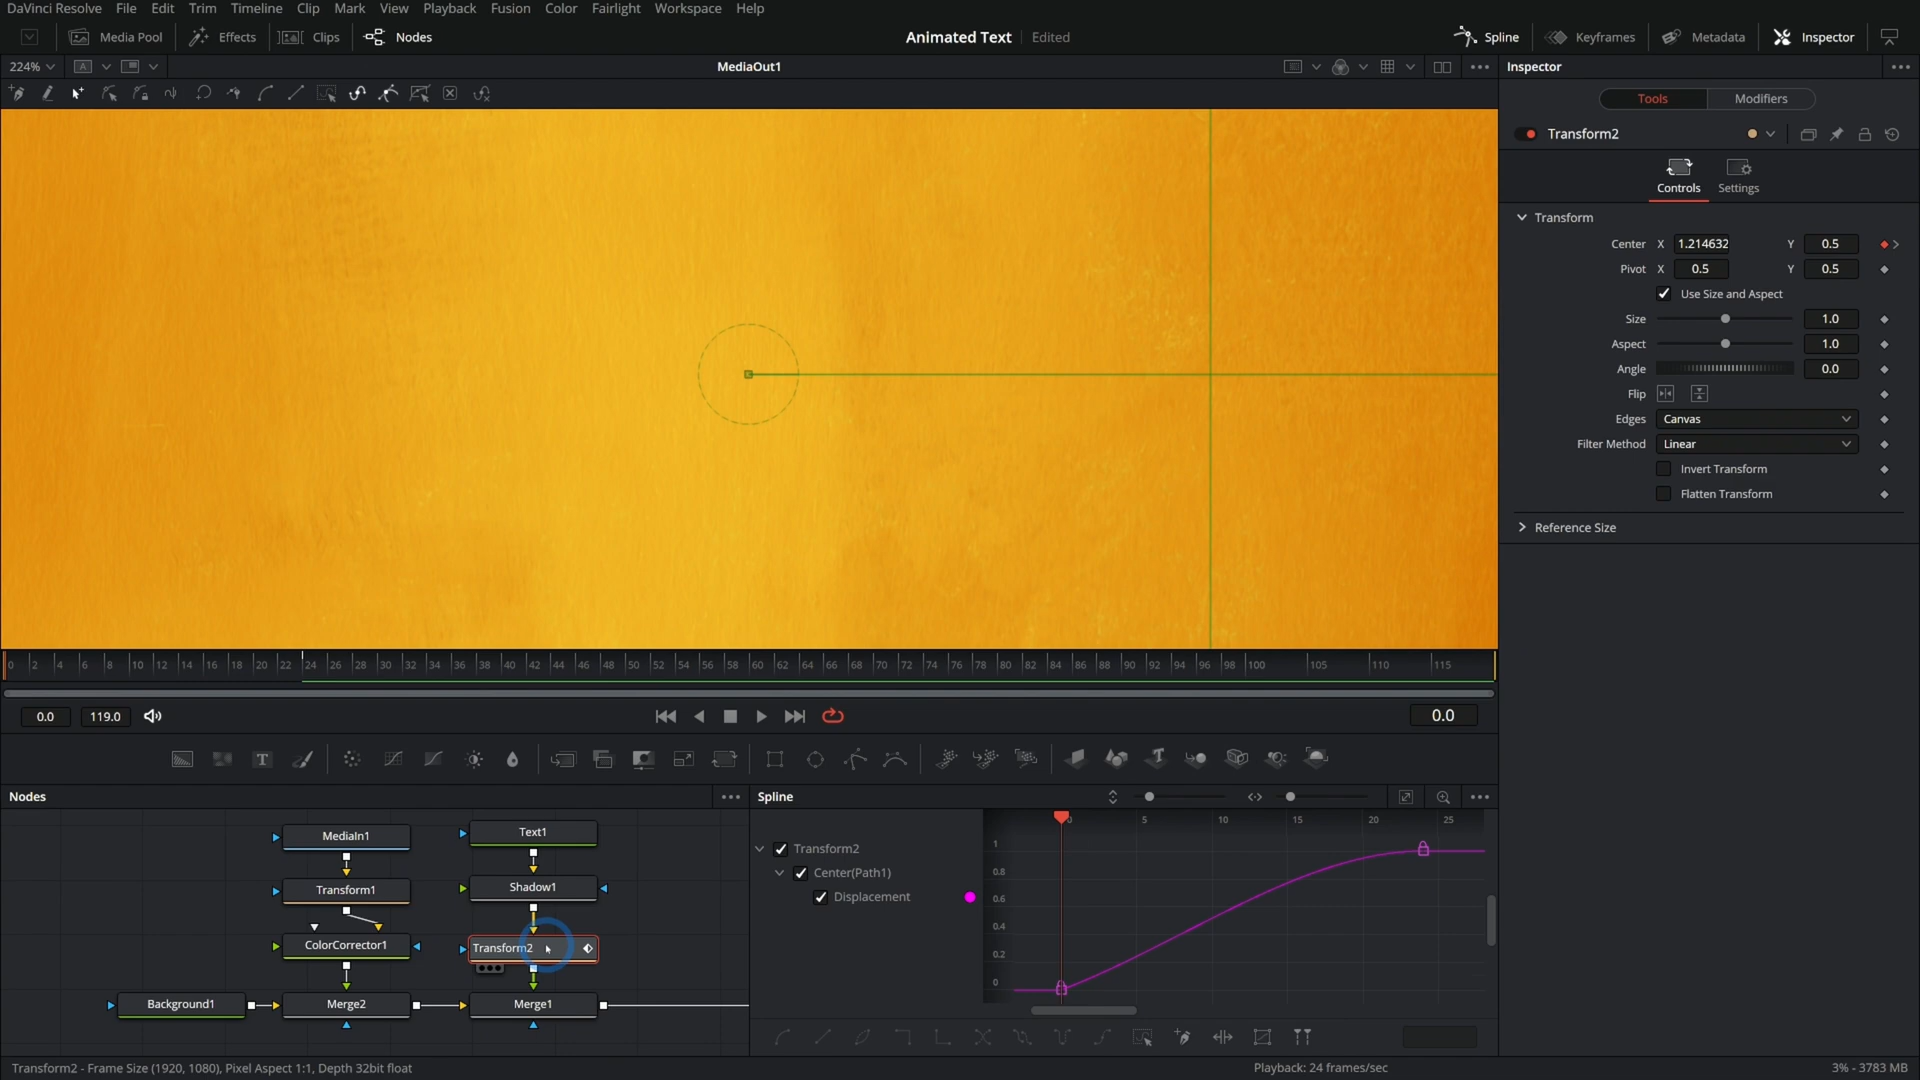 DaVinci Resolve File Edit Trim Timeline Clip Mark View Playback Fusion Color Fairlight Workspace Help
Media Pool Effects Clips Nodes Animated Text Edited Spline Keyframes Metadata Inspector
224% A MediaOut1 Inspector
Tools Modifiers
Transform2
Controls Settings
Transform
Center X 1.214632 Y 0.5
Pivot X 0.5 Y 0.5
Use Size and Aspect
Size 1.0
Aspect 1.0
Angle 0.0
Flip
Edges Canvas
Filter Method Linear
Invert Transform
Flatten Transform
Reference Size
0 2 4 6 8 10 12 14 16 18 20 22 24 26 28 30 32 34 36 38 40 42 44 46 48 50 52 54 56 58 60 62 64 66 68 70 72 74 76 78 80 82 84 86 88 90 92 94 96 98 100 105 110 115
0.0 119.0 0.0
Nodes
MediaIn1 Text1
Transform1 Shadow1
ColorCorrector1 Transform2
Background1 Merge2 Merge1
Spline
Transform2
Center(Path1)
Displacement
0 5 10 15 20 25
1
0.8
0.6
0.4
0.2
0
Transform2 - Frame Size (1920, 1080), Pixel Aspect 1:1, Depth 32bit float Playback: 24 frames/sec 3% - 3783 MB